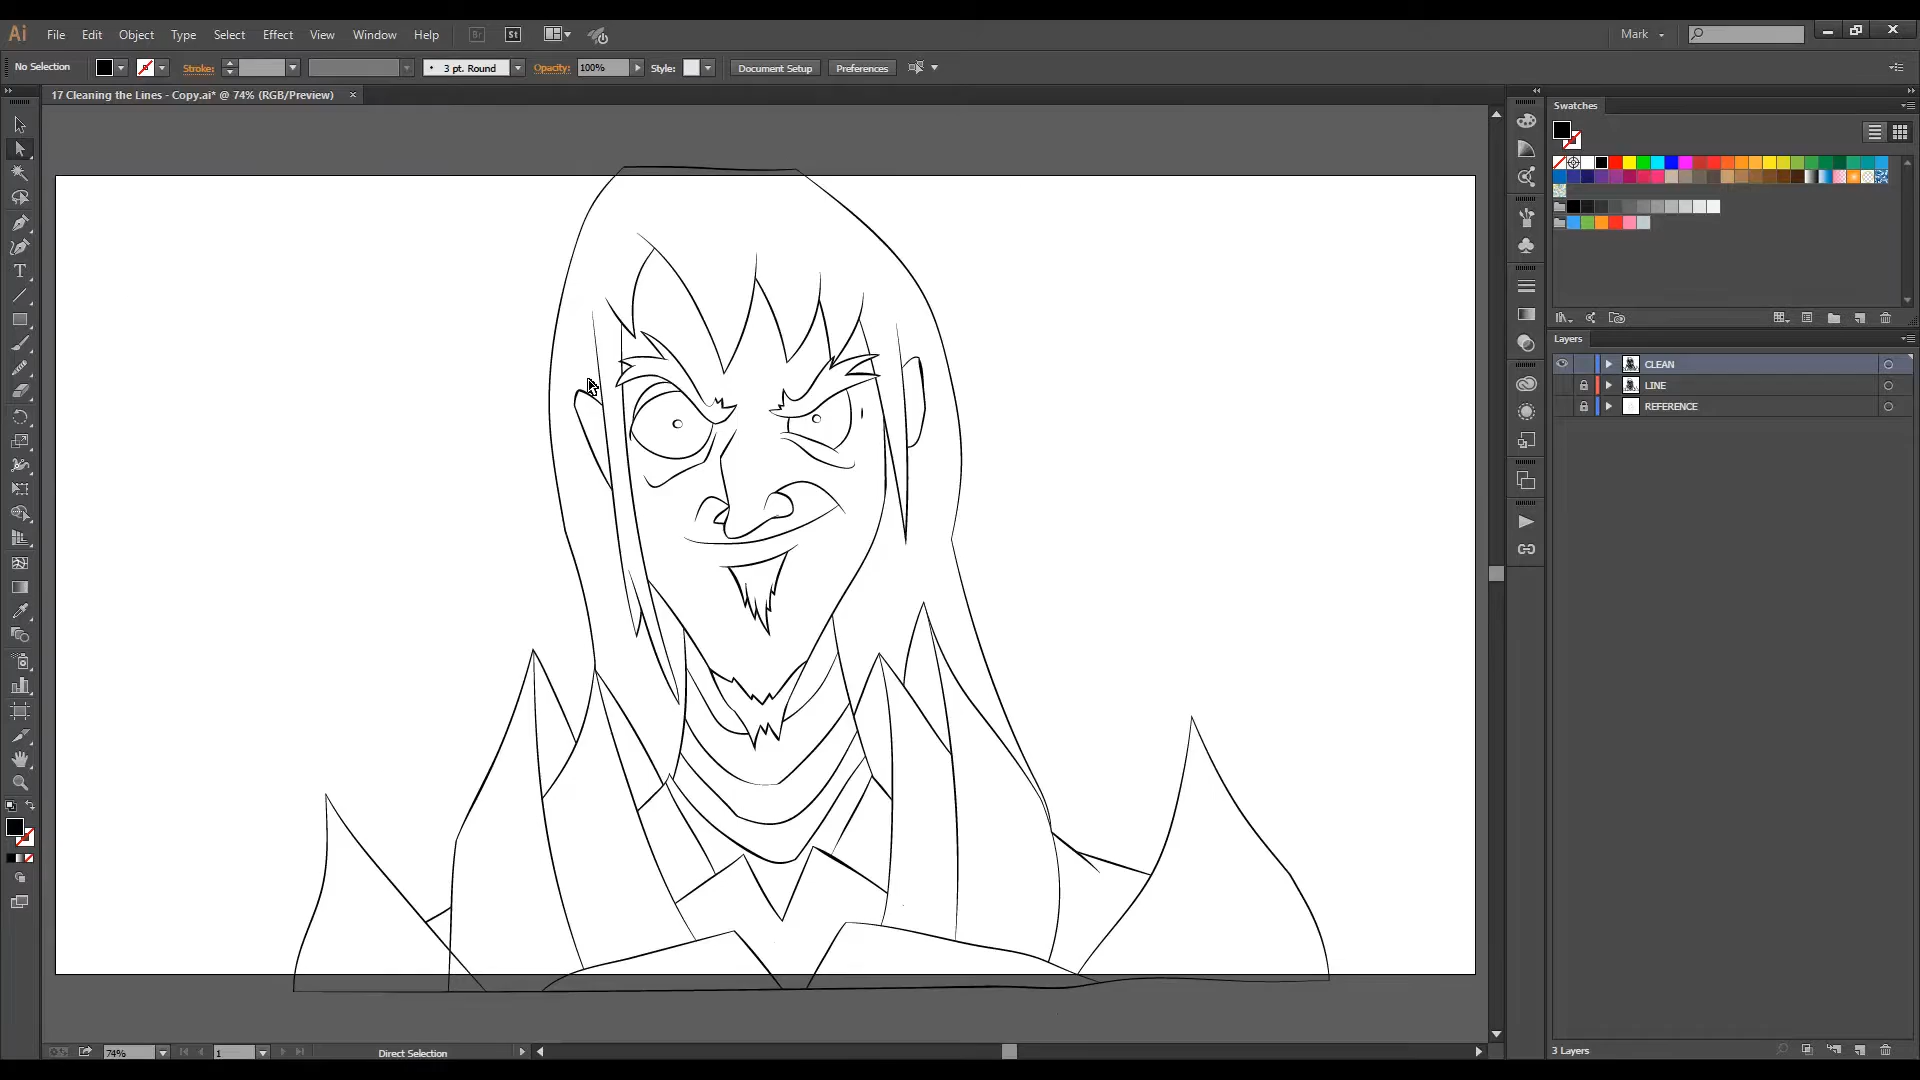 Ai File Edit Object Type Select Effect View Window Help Br St Mark
No Selection Stroke: 3 pt. Round Opacity: 100% Style: Document Setup Preferences
17 Cleaning the Lines - Copy.ai* @ 74% (RGB/Preview)
Swatches
Layers
CLEAN
LINE
REFERENCE
74% 1 Direct Selection
3 Layers